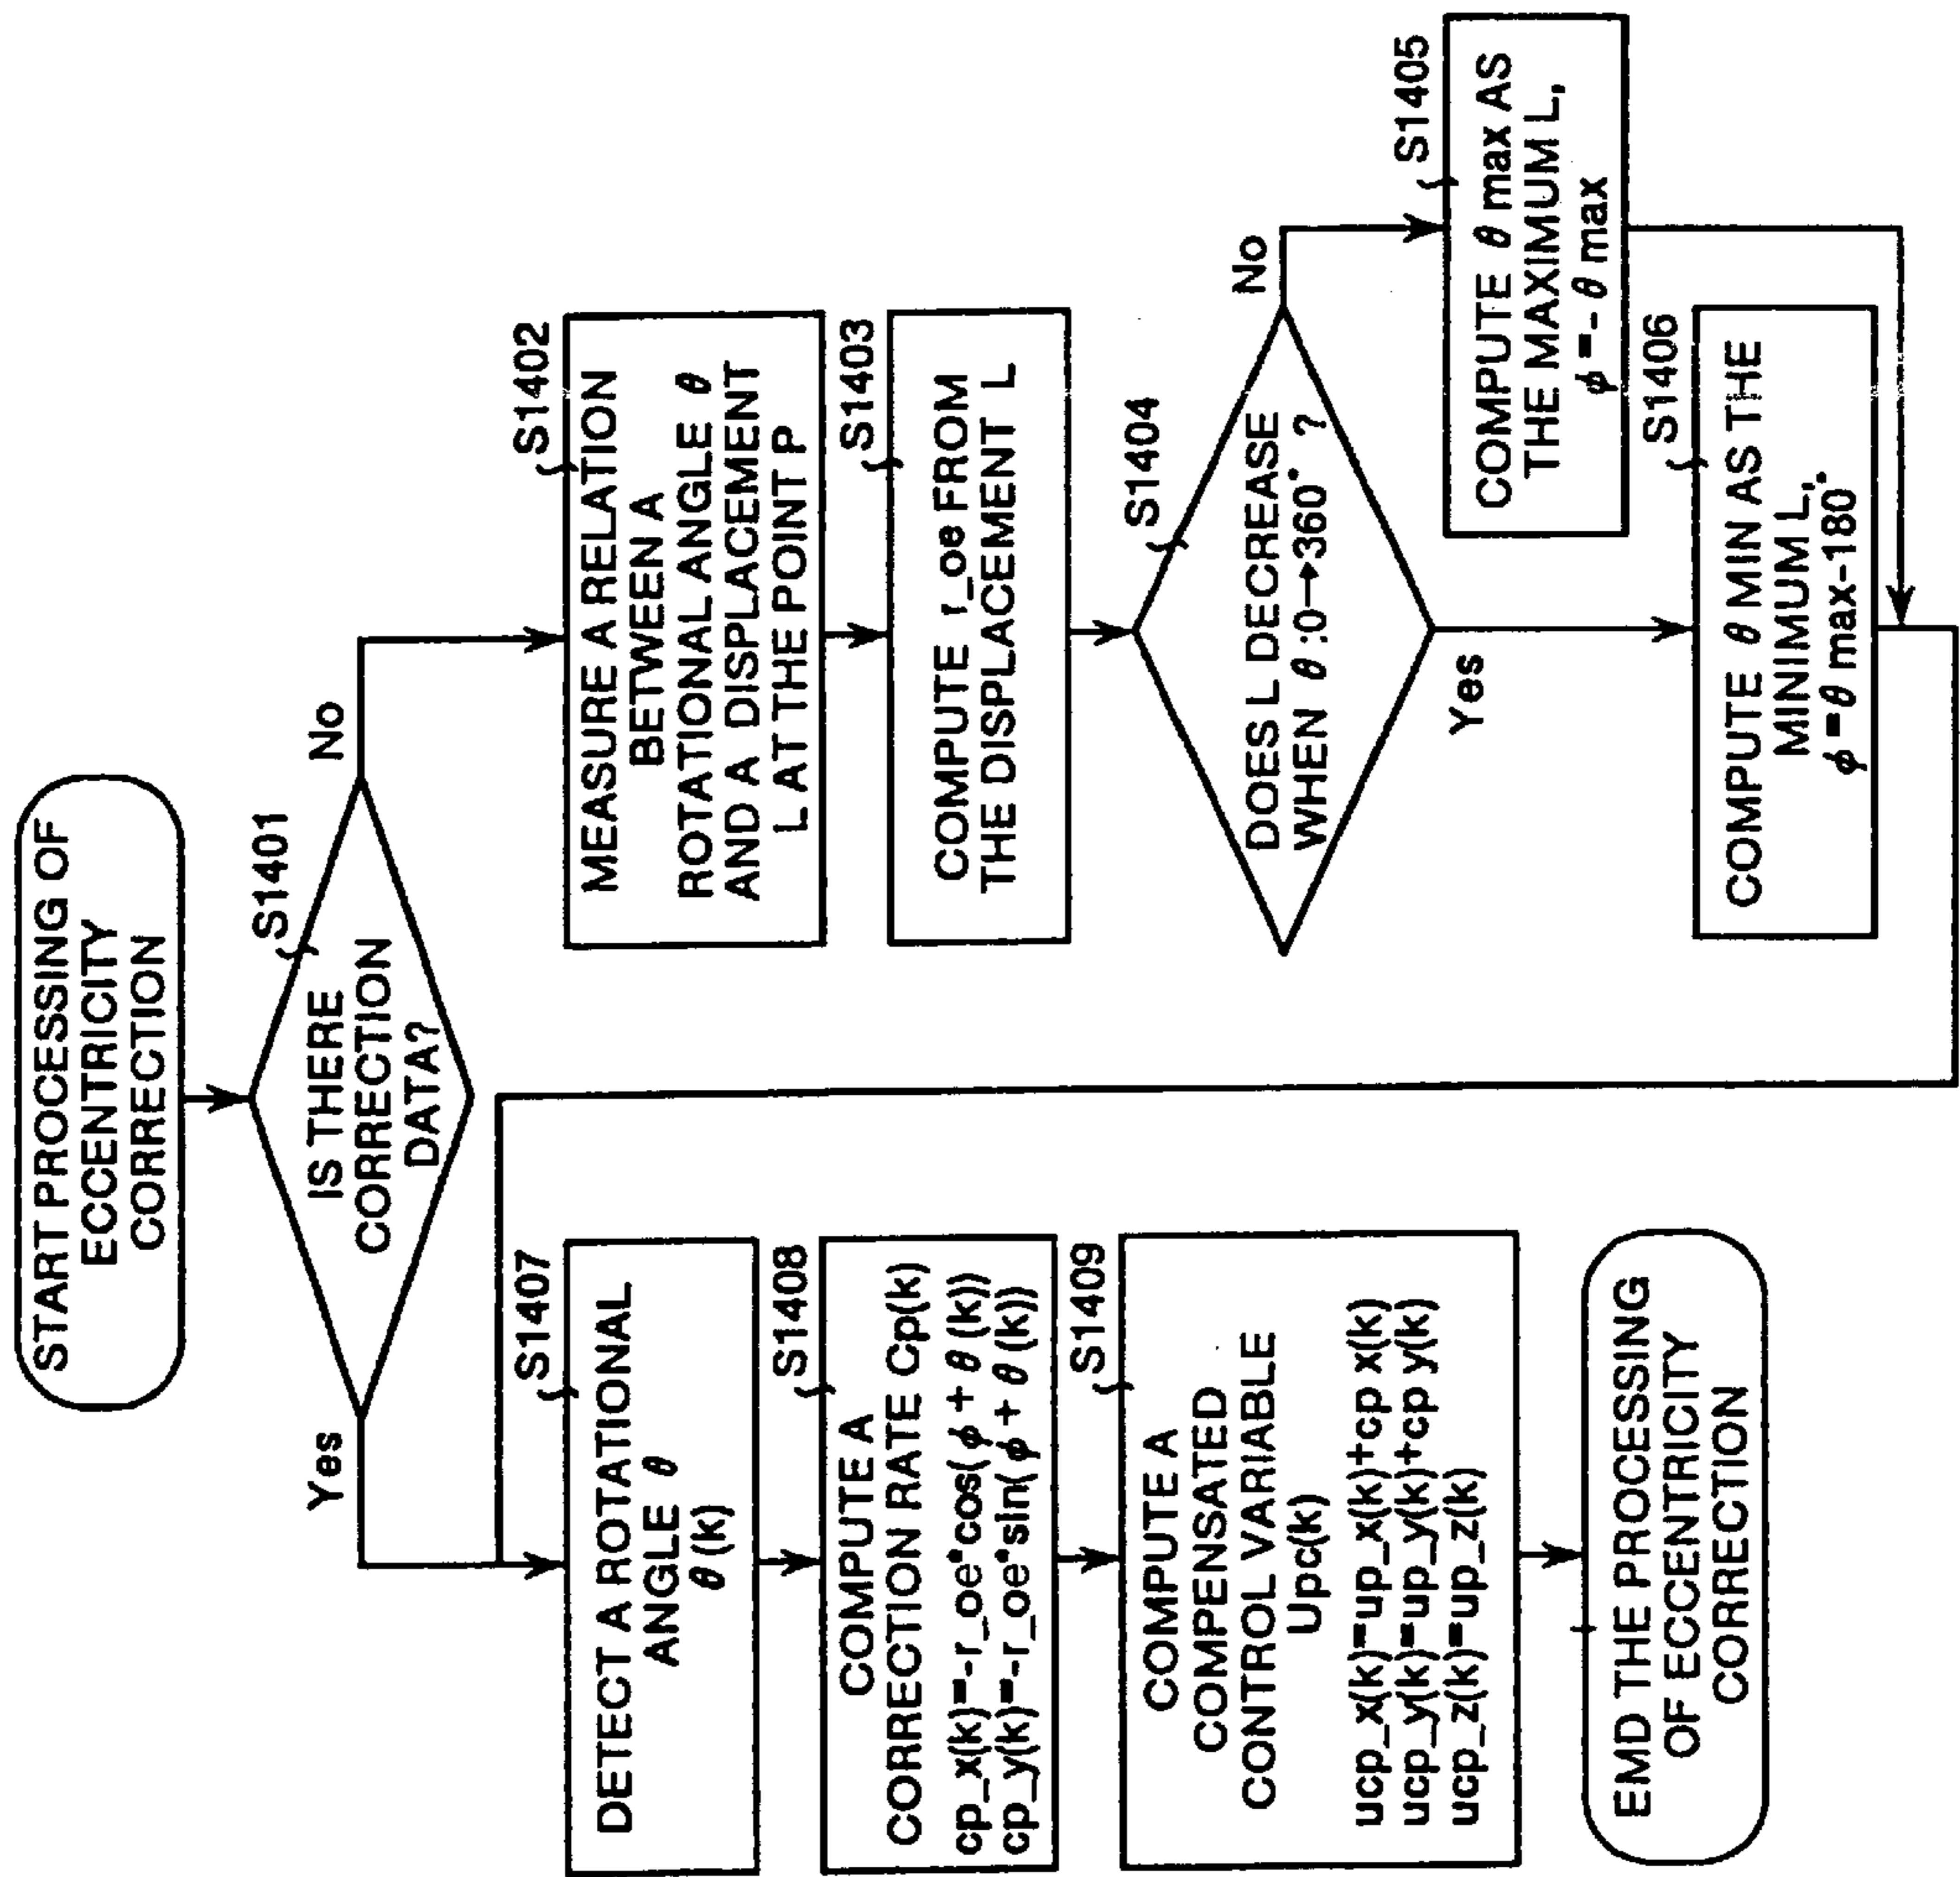 START PROCESSING OF
ECCENTRICITY
CORRECTION
S1401
IS THERE
CORRECTION
DATA?
Yes
No
S1402
MEASURE A RELATION
BETWEEN A
ROTATIONAL ANGLE θ
AND A DISPLACEMENT
L AT THE POINT P
S1403
COMPUTE r_oe FROM
THE DISPLACEMENT L
S1404
DOES L DECREASE
WHEN θ :0→360° ?
No
Yes
S1405
COMPUTE θ max AS
THE MAXIMUM L,
ϕ =- θ max
S1406
COMPUTE θ MIN AS THE
MINIMUM L,
ϕ =θ max-180°
S1407
DETECT A ROTATIONAL
ANGLE θ
θ (k)
S1408
COMPUTE A
CORRECTION RATE Cp(k)
cp_x(k)=-r_oe*cos( ϕ + θ (k))
cp_y(k)=-r_oe*sin( ϕ + θ (k))
S1409
COMPUTE A
COMPENSATED
CONTROL VARIABLE
Upc(k)
ucp_x(k)=up_x(k)+cp x(k)
ucp_y(k)=up_y(k)+cp y(k)
ucp_z(k)=up_z(k)
EMD THE PROCESSING
OF ECCENTRICITY
CORRECTION